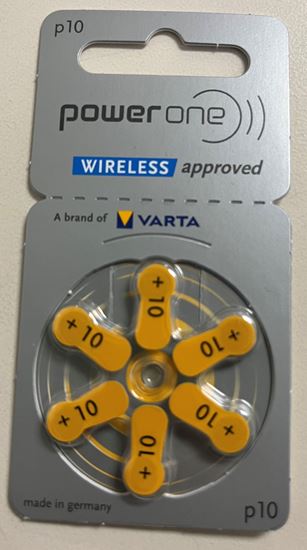 p10
power one
WIRELESS approved
A brand of VARTA
+ 10
+ 10
+ 10
+ 10
+ 10
+ 10
made in germany
p10